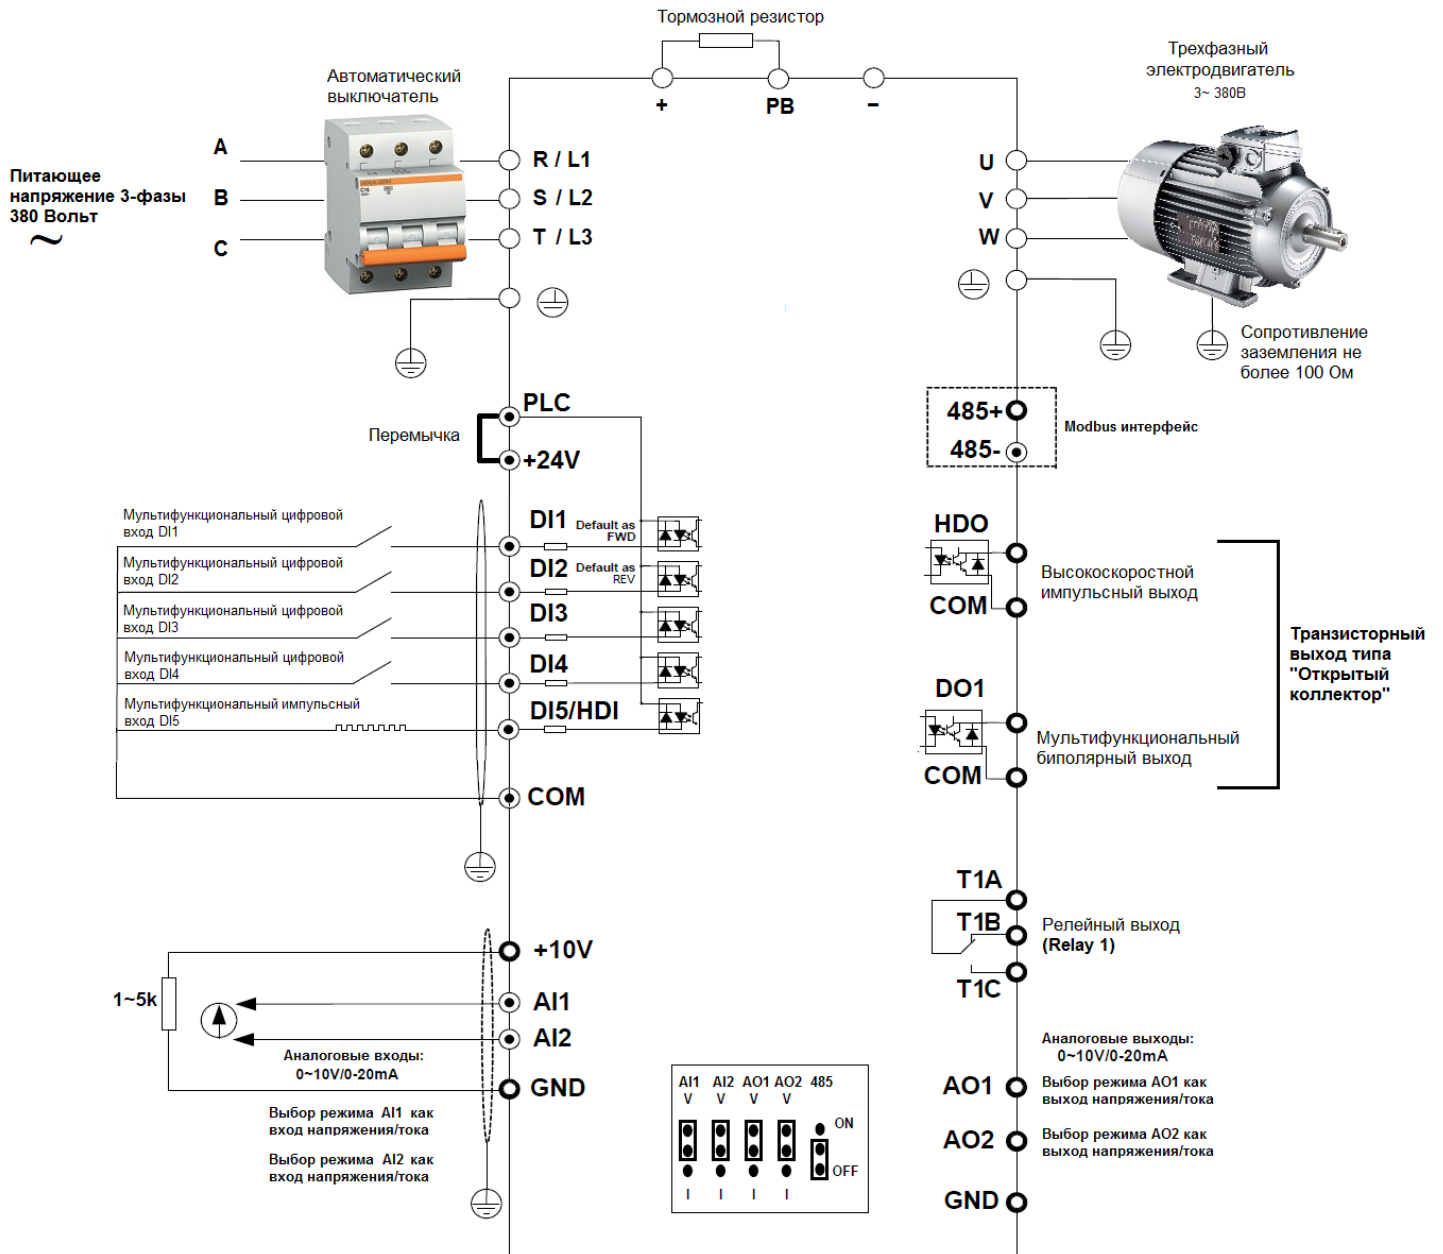 Тормозной резистор
+
PB
−
Автоматический
выключатель
Трехфазный
электродвигатель
3~ 380В
Питающее
напряжение 3-фазы
380 Вольт
~
A
B
C
R / L1
S / L2
T / L3
U
V
W
Сопротивление
заземления не
более 100 Ом
PLC
Перемычка
+24V
485+
485-
Modbus интерфейс
Мультифункциональный цифровой
вход DI1
DI1
Default as
FWD
Мультифункциональный цифровой
вход DI2
DI2
Default as
REV
Мультифункциональный цифровой
вход DI3
DI3
Мультифункциональный цифровой
вход DI4
DI4
Мультифункциональный импульсный
вход DI5
DI5/HDI
COM
HDO
COM
Высокоскоростной
импульсный выход
DO1
COM
Мультифункциональный
биполярный выход
Транзисторный
выход типа
"Открытый
коллектор"
T1A
T1B
T1C
Релейный выход
(Relay 1)
+10V
1~5k
AI1
AI2
GND
Аналоговые входы:
0~10V/0-20mA
Выбор режима AI1 как
вход напряжения/тока
Выбор режима AI2 как
вход напряжения/тока
AI1 AI2 AO1 AO2 485
V V V V
ON
OFF
I I I I
Аналоговые выходы:
0~10V/0-20mA
AO1
Выбор режима AO1 как
выход напряжения/тока
AO2
Выбор режима AO2 как
выход напряжения/тока
GND